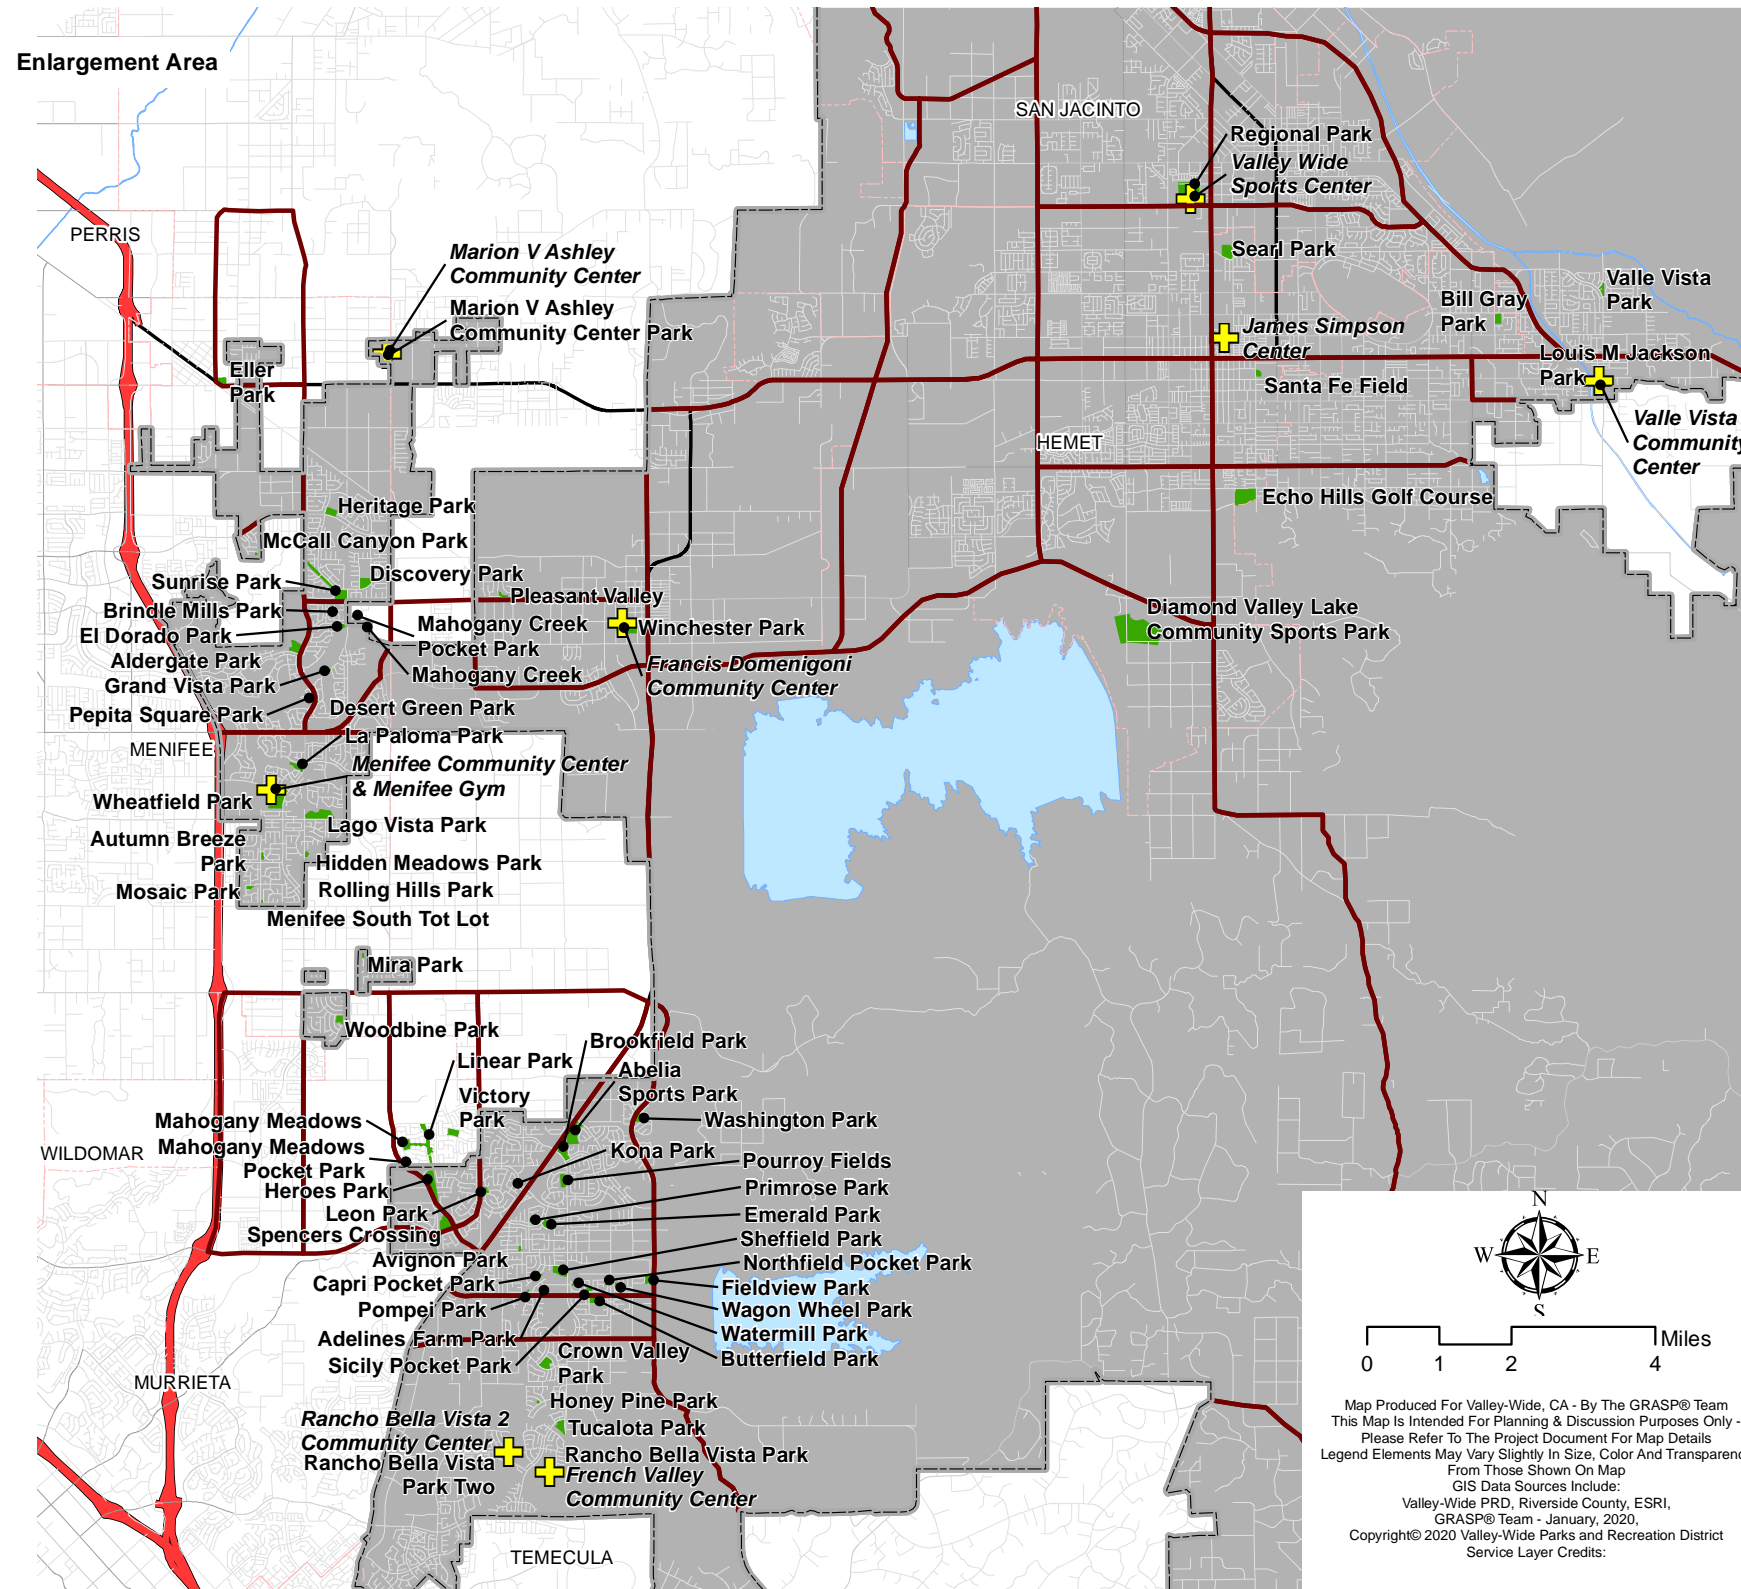 Enlargement Area
SAN JACINTO
Regional Park
Valley Wide
Sports Center
PERRIS
Marion V Ashley
Community Center
Marion V Ashley
Community Center Park
Searl Park
Valle Vista
Park
Bill Gray
Park
James Simpson
Center
Eller
Park
Louis M Jackson
Park
Santa Fe Field
Valle Vista
Community
Center
HEMET
Heritage Park
Echo Hills Golf Course
McCall Canyon Park
Sunrise Park
Discovery Park
Brindle Mills Park
Pleasant Valley
El Dorado Park
Mahogany Creek
Pocket Park
Winchester Park
Diamond Valley Lake
Community Sports Park
Aldergate Park
Mahogany Creek
Francis Domenigoni
Community Center
Grand Vista Park
Pepita Square Park
Desert Green Park
MENIFEE
La Paloma Park
Menifee Community Center
& Menifee Gym
Wheatfield Park
Lago Vista Park
Autumn Breeze
Park
Hidden Meadows Park
Mosaic Park
Rolling Hills Park
Menifee South Tot Lot
Mira Park
Woodbine Park
Brookfield Park
Linear Park
Abelia
Sports Park
Victory
Park
Washington Park
Mahogany Meadows
Mahogany Meadows
Pocket Park
WILDOMAR
Kona Park
Pourroy Fields
Heroes Park
Primrose Park
Leon Park
Emerald Park
Spencers Crossing
Sheffield Park
Avignon Park
Northfield Pocket Park
Capri Pocket Park
Fieldview Park
Pompei Park
Wagon Wheel Park
Adelines Farm Park
Watermill Park
Sicily Pocket Park
Butterfield Park
Crown Valley
Park
MURRIETA
Honey Pine Park
Rancho Bella Vista 2
Community Center
Tucalota Park
Rancho Bella Vista
Park Two
Rancho Bella Vista Park
French Valley
Community Center
TEMECULA
N
W
E
S
Miles
0 1 2 4
Map Produced For Valley-Wide, CA - By The GRASP® Team
This Map Is Intended For Planning & Discussion Purposes Only -
Please Refer To The Project Document For Map Details
Legend Elements May Vary Slightly In Size, Color And Transparenc
From Those Shown On Map
GIS Data Sources Include:
Valley-Wide PRD, Riverside County, ESRI,
GRASP® Team - January, 2020,
Copyright© 2020 Valley-Wide Parks and Recreation District
Service Layer Credits: